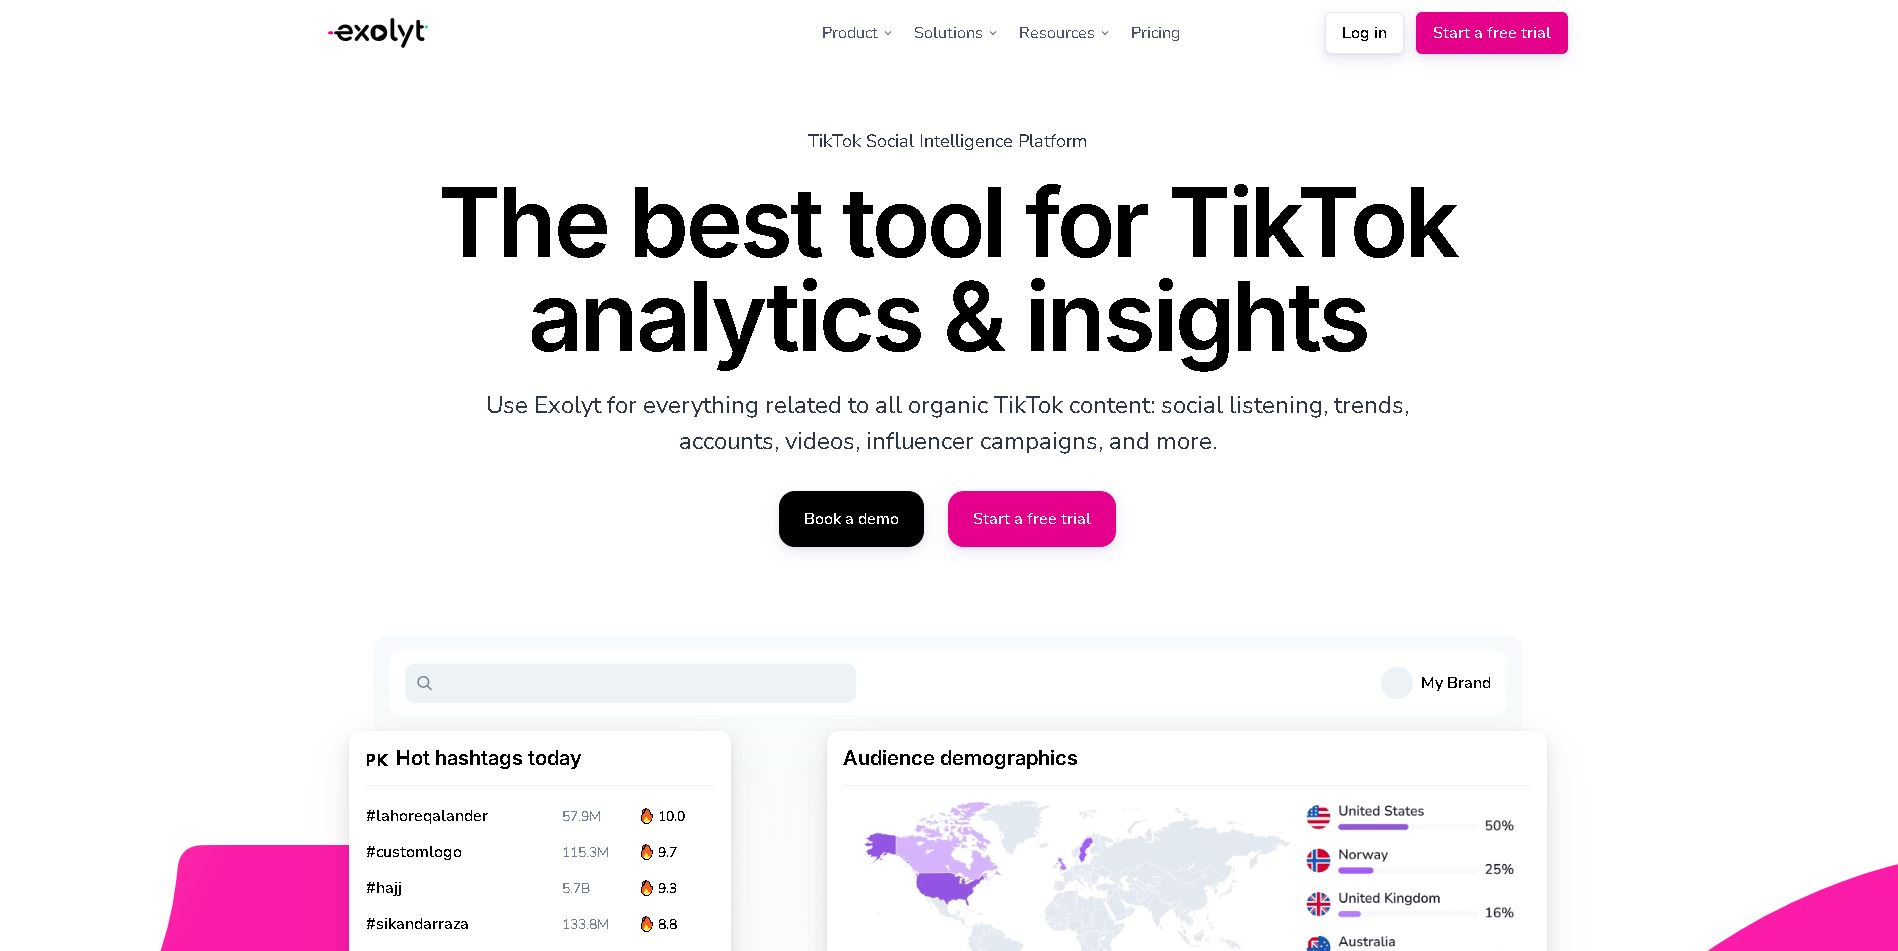 exolyt
Product
Solutions
Resources
Pricing
Log in
Start a free trial
TikTok Social Intelligence Platform
The best tool for TikTok
analytics & insights
Use Exolyt for everything related to all organic TikTok content: social listening, trends,
accounts, videos, influencer campaigns, and more.
Book a demo
Start a free trial
My Brand
PK Hot hashtags today
#lahoreqalander 57.9M 🔥 10.0
#customlogo 115.3M 🔥 9.7
#hajj 5.7B 🔥 9.3
#sikandarraza 133.8M 🔥 8.8
Audience demographics
United States 50%
Norway 25%
United Kingdom 16%
Australia